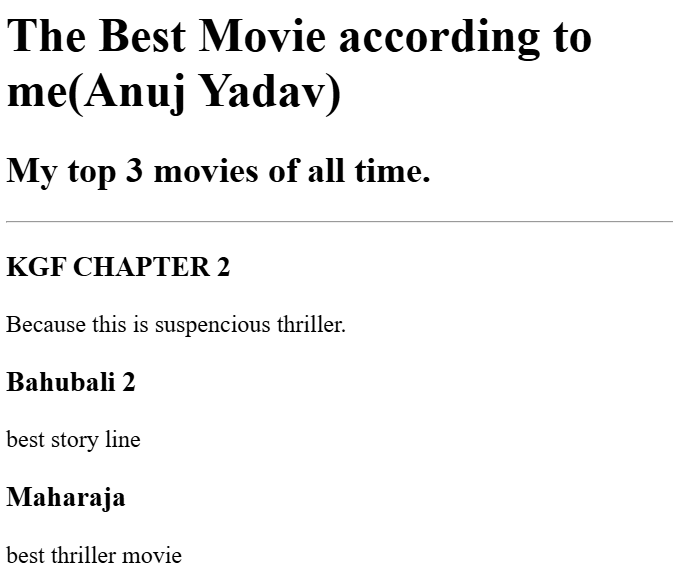 The Best Movie according to
me(Anuj Yadav)
My top 3 movies of all time.
KGF CHAPTER 2
Because this is suspencious thriller.
Bahubali 2
best story line
Maharaja
best thriller movie